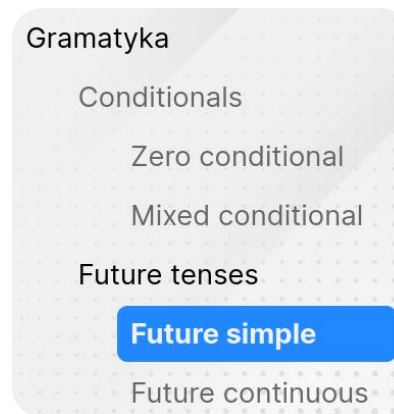 Gramatyka
Conditionals
Zero conditional
Mixed conditional
Future tenses
Future simple
Future continuous